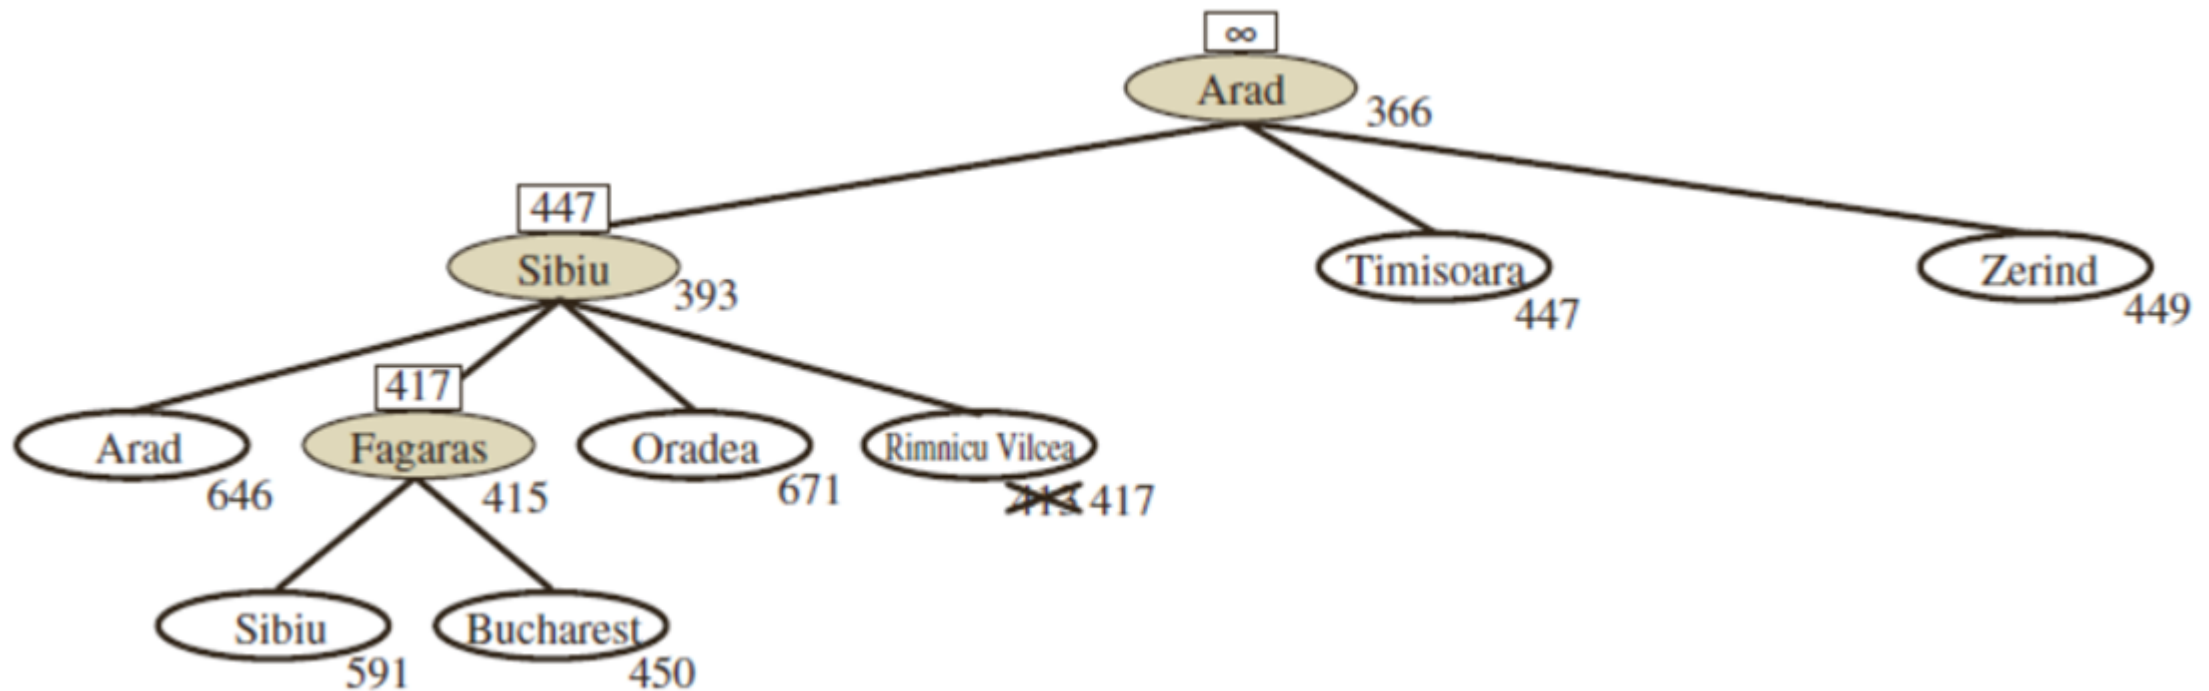 ∞
Arad
366
447
Sibiu
393
Timisoara
447
Zerind
449
Arad
646
417
Fagaras
415
Oradea
671
Rimnicu Vilcea
413 417
Sibiu
591
Bucharest
450